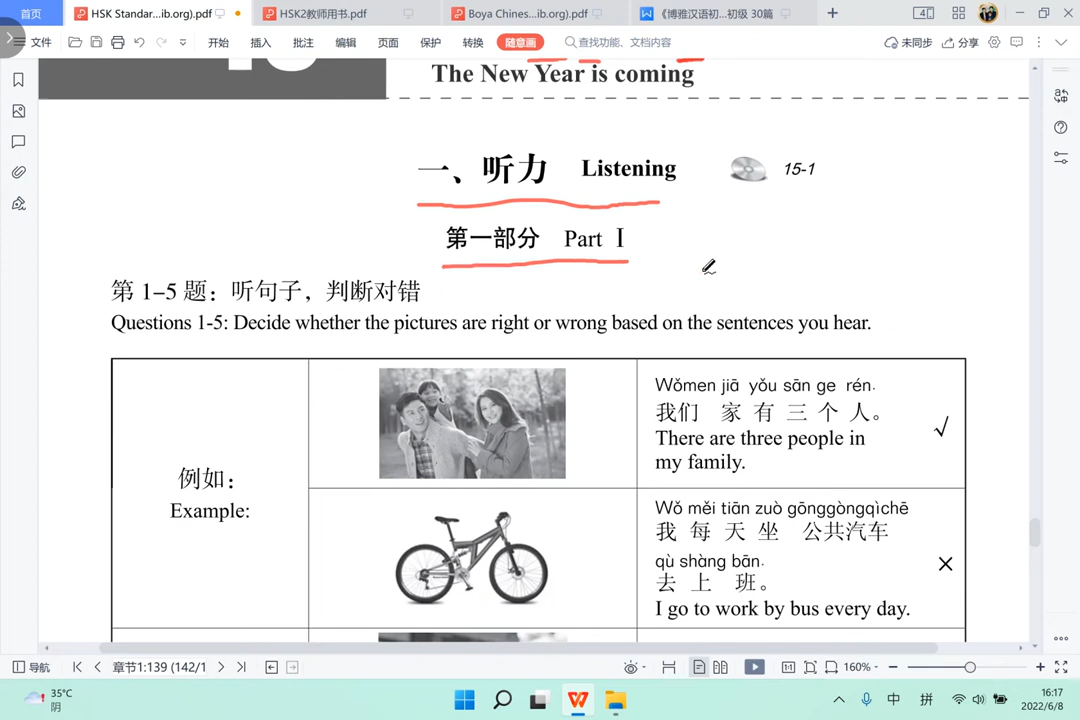 首页 HSK Standar...ib.org).pdf HSK2教师用书.pdf Boya Chines...ib.org).pdf 《博雅汉语初...初级 30篇 +
文件 开始 插入 批注 编辑 页面 保护 转换 随意画 查找功能、文档内容 未同步 分享
The New Year is coming
一、听力 Listening 15-1
第一部分 Part Ⅰ
第 1-5 题：听句子，判断对错
Questions 1-5: Decide whether the pictures are right or wrong based on the sentences you hear.
例如：
Example:
Wǒmen jiā yǒu sān ge rén.
我们 家 有 三 个 人。
There are three people in
my family.
√
Wǒ měi tiān zuò gōnggòngqìchē
我 每 天 坐 公共汽车
qù shàng bān.
去 上 班。
I go to work by bus every day.
×
导航 章节1:139 (142/1 160%
35°C
阴
中 拼
16:17
2022/6/8